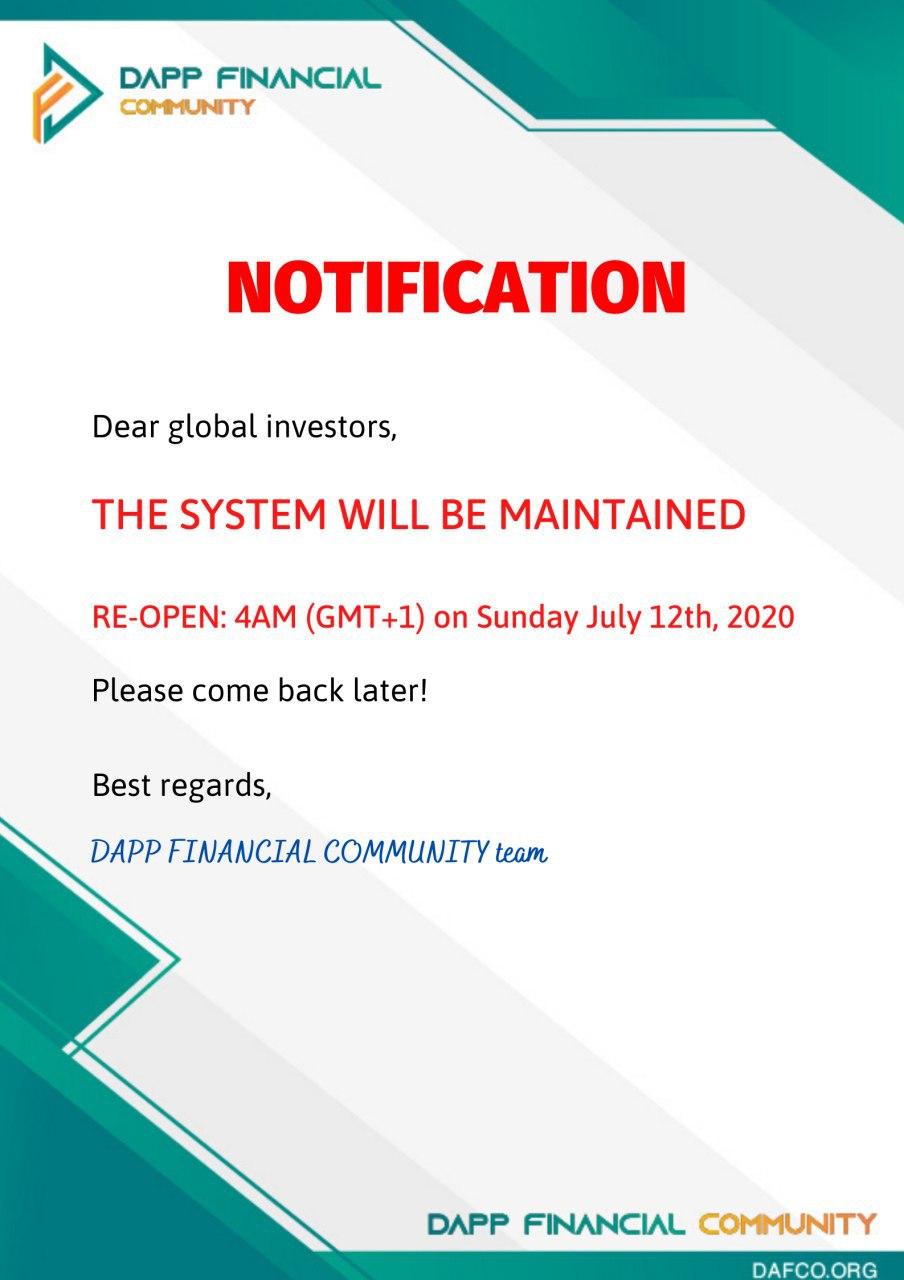 DAPP FINANCIAL
COMMUNITY
NOTIFICATION
Dear global investors,
THE SYSTEM WILL BE MAINTAINED
RE-OPEN: 4AM (GMT+1) on Sunday July 12th, 2020
Please come back later!
Best regards,
DAPP FINANCIAL COMMUNITY team
DAPP FINANCIAL COMMUNITY
DAFCO.ORG